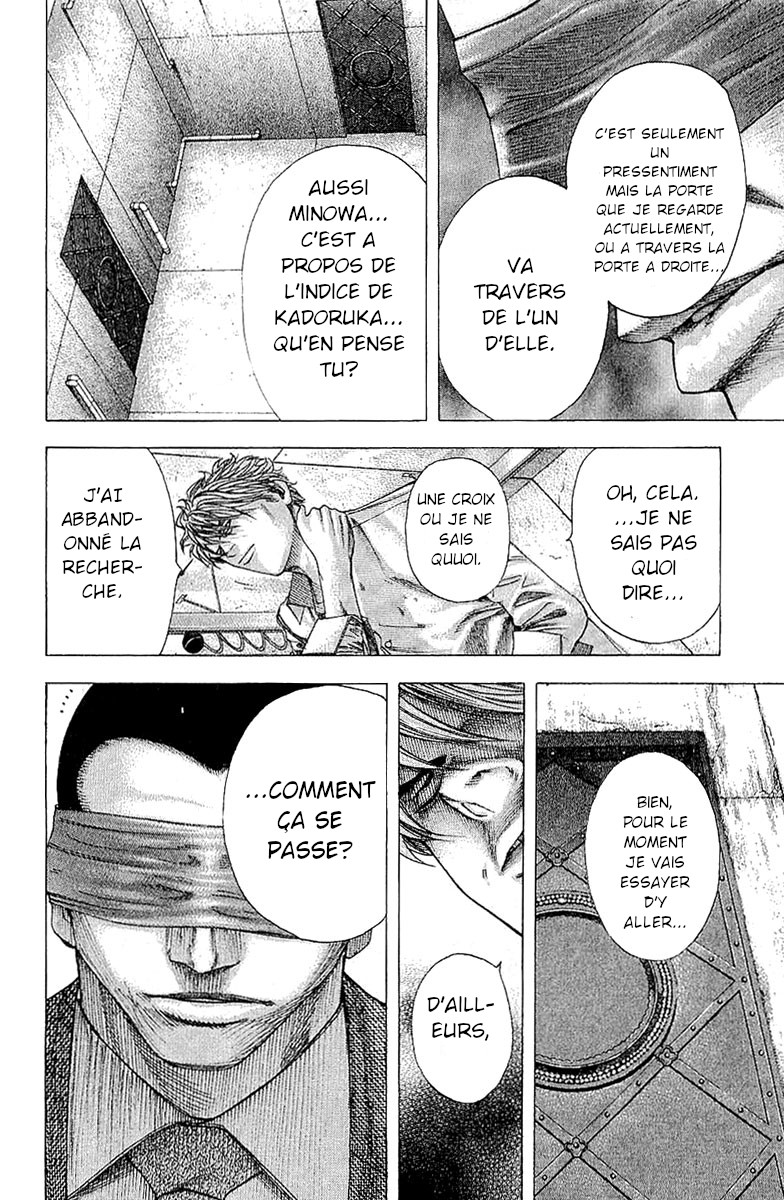 C'EST SEULEMENT
UN
PRESSENTIMENT
MAIS LA PORTE
QUE JE REGARDE
ACTUELLEMENT,
OU A TRAVERS LA
PORTE A DROITE...
VA
TRAVERS
DE L'UN
D'ELLE.
AUSSI
MINOWA...
C'EST A
PROPOS DE
L'INDICE DE
KADORUKA...
QU'EN PENSE
TU?
OH, CELA.
...JE NE
SAIS PAS
QUOI
DIRE...
UNE CROIX
OU JE NE
SAIS
QUUOI.
J'AI
ABBAND-
ONNÉ LA
RECHER-
CHE.
BIEN,
POUR LE
MOMENT
JE VAIS
ESSAYER
D'Y
ALLER...
D'AILL-
EURS,
...COMMENT
ÇA SE
PASSE?